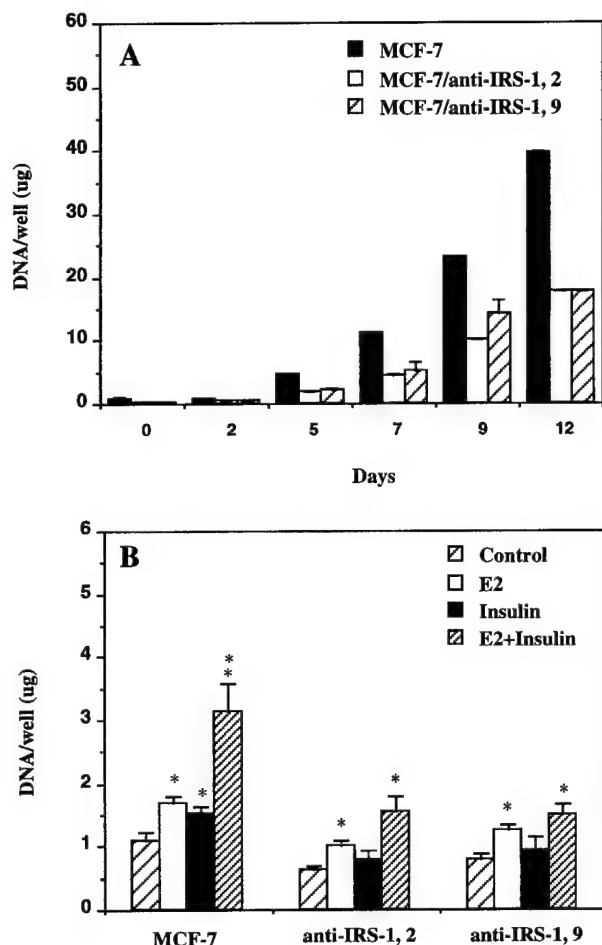 60
A
MCF-7
MCF-7/anti-IRS-1, 2
MCF-7/anti-IRS-1, 9
50
40
30
20
10
0
DNA/well (ug)
0 2 5 7 9 12
Days
6
B
Control
E2
Insulin
E2+Insulin
5
4
3
2
1
0
DNA/well (ug)
*
*
*
*
*
*
*
*
MCF-7 anti-IRS-1, 2 anti-IRS-1, 9